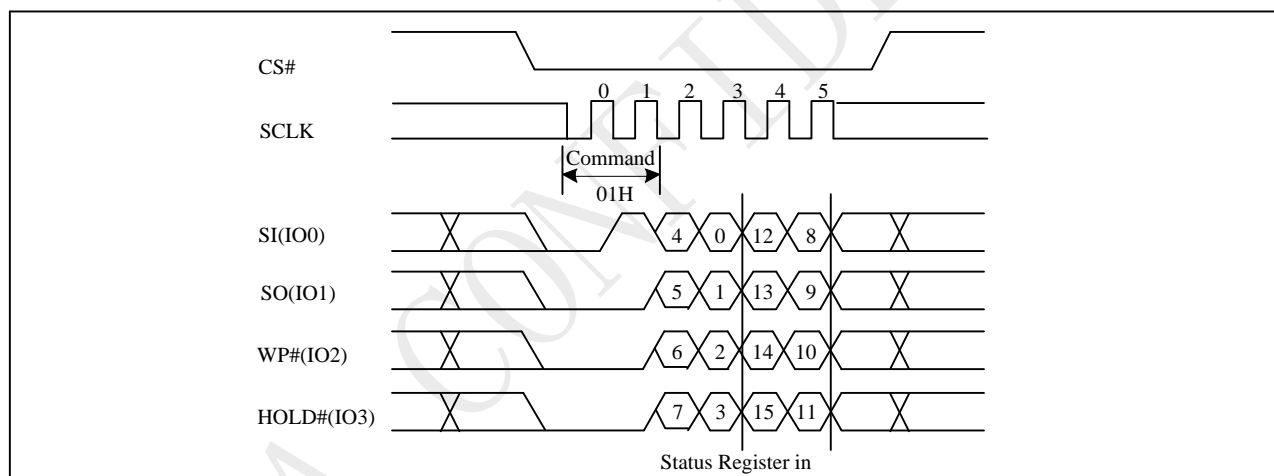 CS#
0 1 2 3 4 5
SCLK
Command
01H
SI(IO0) 4 0 12 8
SO(IO1) 5 1 13 9
WP#(IO2) 6 2 14 10
HOLD#(IO3) 7 3 15 11
Status Register in